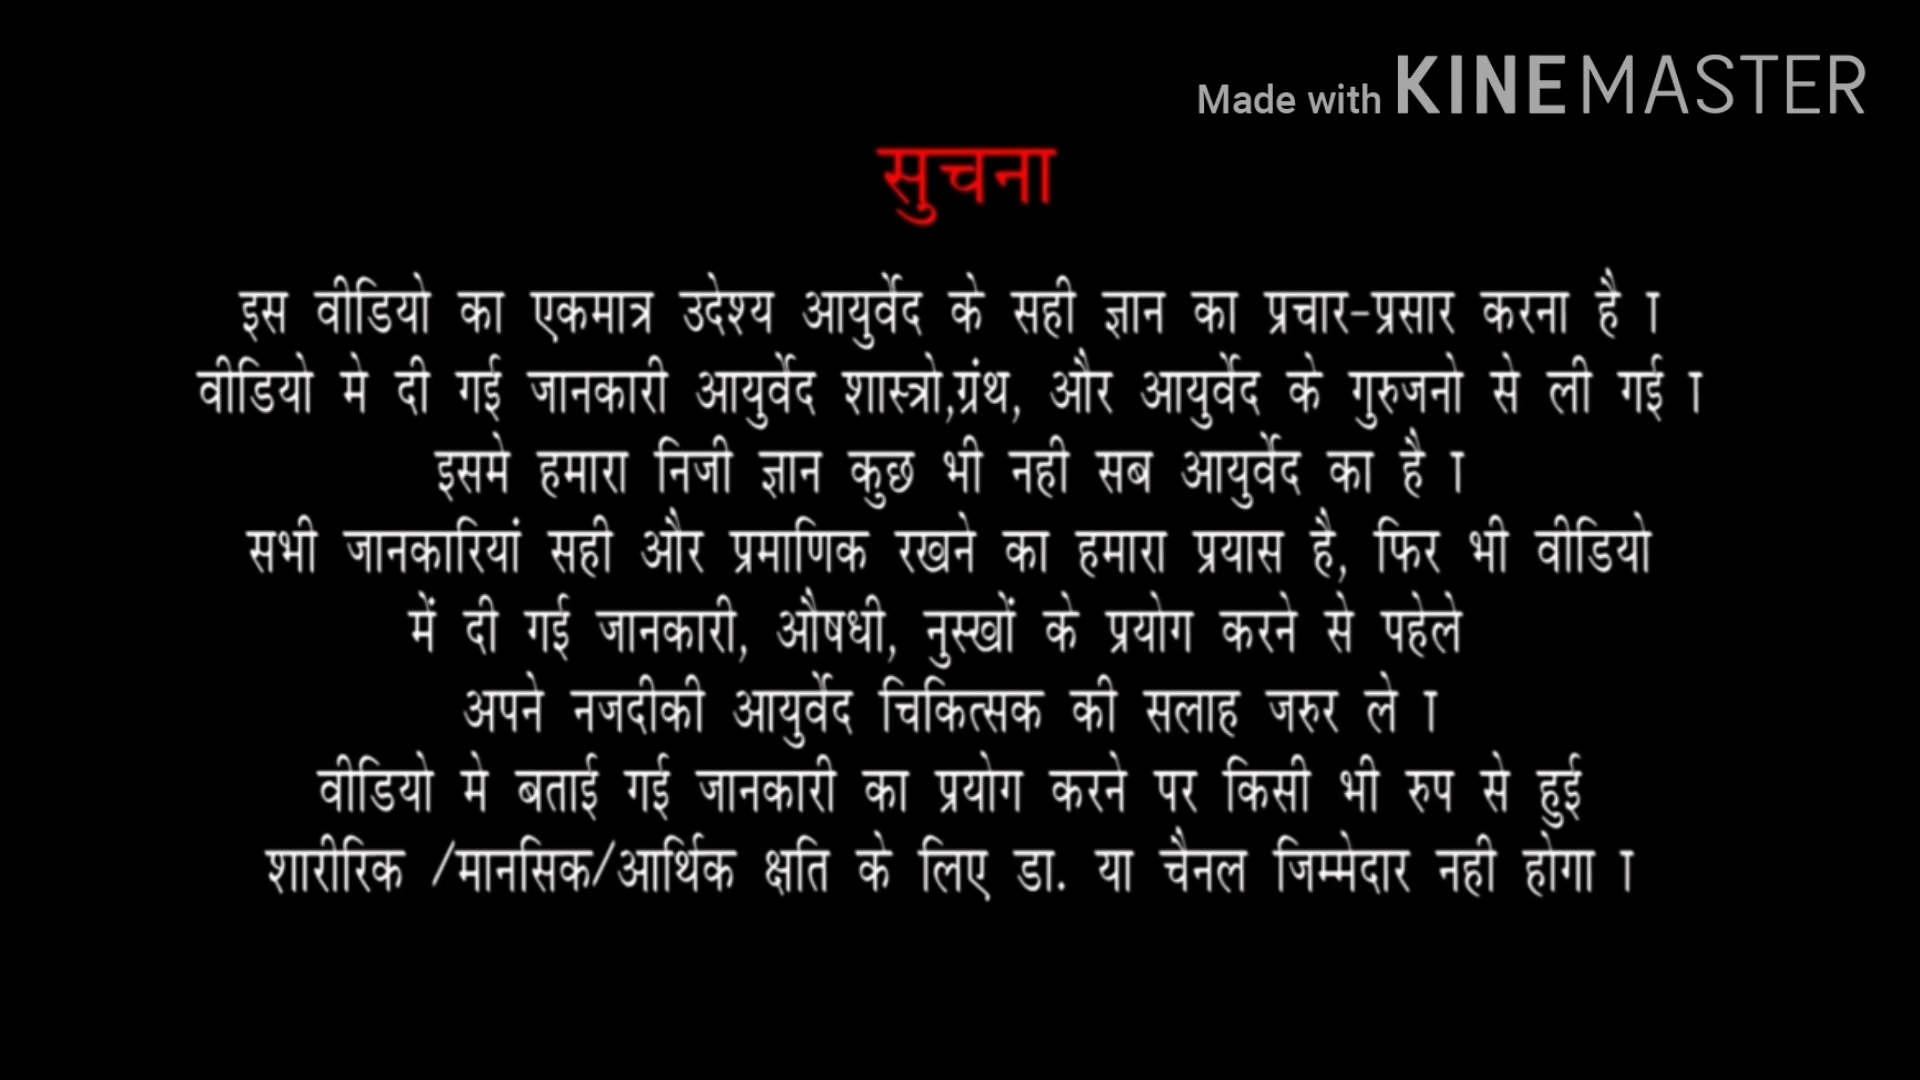 Made with KINEMASTER
सुचना
इस वीडियो का एकमात्र उदेश्य आयुर्वेद के सही ज्ञान का प्रचार-प्रसार करना है ा
वीडियो मे दी गई जानकारी आयुर्वेद शास्त्रो,ग्रंथ, और आयुर्वेद के गुरुजनो से ली गई ा
इसमे हमारा निजी ज्ञान कुछ भी नही सब आयुर्वेद का है ा
सभी जानकारियां सही और प्रमाणिक रखने का हमारा प्रयास है, फिर भी वीडियो
में दी गई जानकारी, औषधी, नुस्खों के प्रयोग करने से पहेले
अपने नजदीकी आयुर्वेद चिकित्सक की सलाह जरुर ले ा
वीडियो मे बताई गई जानकारी का प्रयोग करने पर किसी भी रुप से हुई
शारीरिक /मानसिक/आर्थिक क्षति के लिए डा. या चैनल जिम्मेदार नही होगा ा